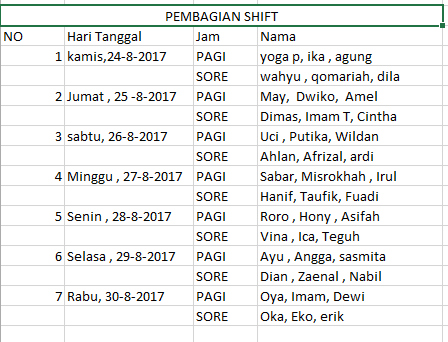 PEMBAGIAN SHIFT
NO Hari Tanggal Jam Nama
1 kamis,24-8-2017 PAGI yoga p, ika , agung
SORE wahyu , qomariah, dila
2 Jumat , 25 -8-2017 PAGI May, Dwiko, Amel
SORE Dimas, Imam T, Cintha
3 sabtu, 26-8-2017 PAGI Uci , Putika, Wildan
SORE Ahlan, Afrizal, ardi
4 Minggu , 27-8-2017 PAGI Sabar, Misrokhah , Irul
SORE Hanif, Taufik, Fuadi
5 Senin , 28-8-2017 PAGI Roro , Hony , Asifah
SORE Vina , Ica, Teguh
6 Selasa , 29-8-2017 PAGI Ayu , Angga, sasmita
SORE Dian , Zaenal , Nabil
7 Rabu, 30-8-2017 PAGI Oya, Imam, Dewi
SORE Oka, Eko, erik